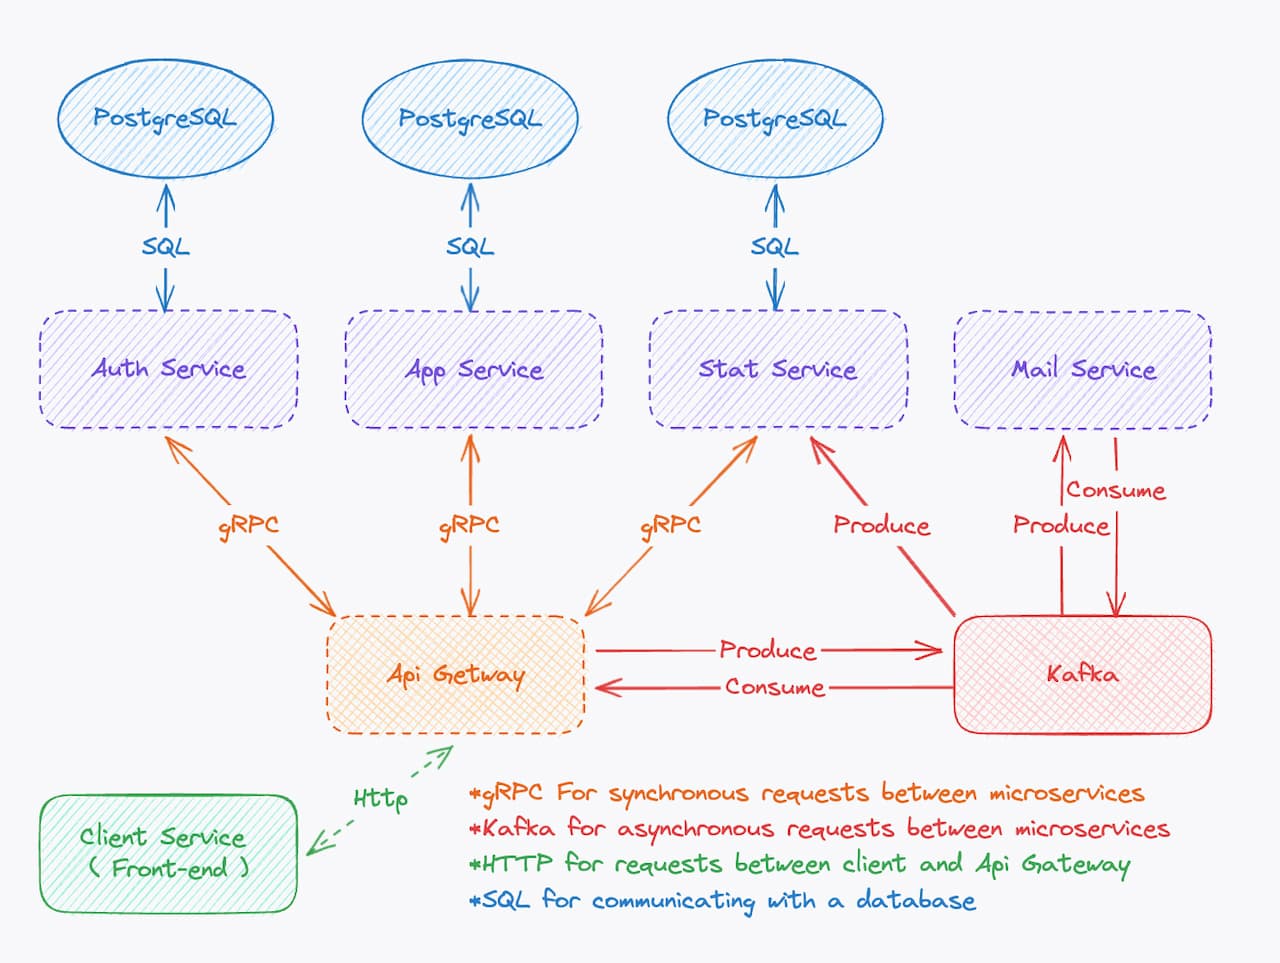 PostgreSQL
PostgreSQL
PostgreSQL
SQL
SQL
SQL
Auth Service
App Service
Stat Service
Mail Service
Consume
gRPC
gRPC
gRPC
Produce
Produce
Produce
Api Getway
Kafka
Consume
Http
*gRPC For synchronous requests between microservices
*Kafka for asynchronous requests between microservices
*HTTP for requests between client and Api Gateway
*SQL for communicating with a database
Client Service
( Front-end )